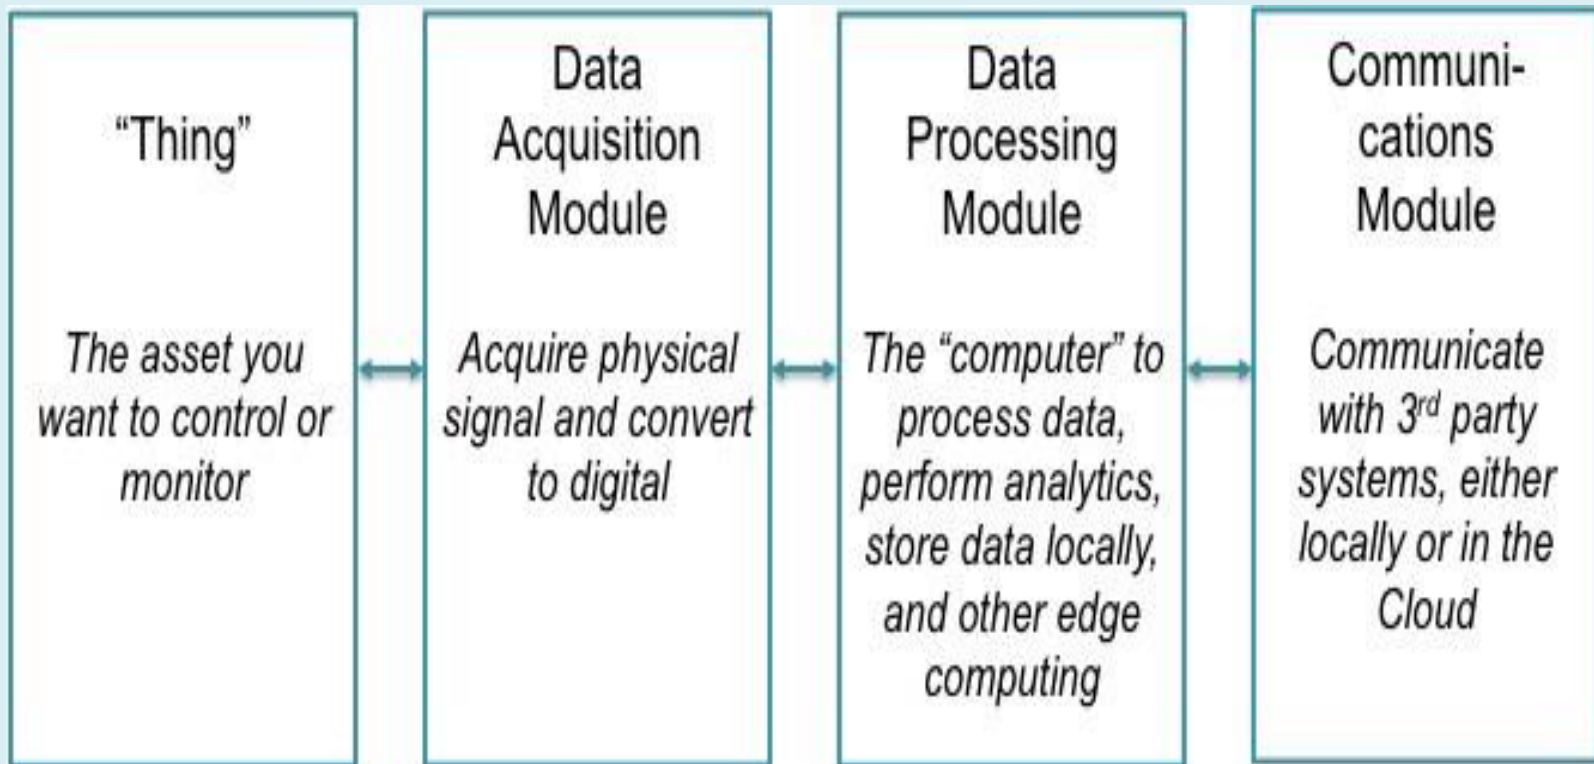 “Thing”
The asset you
want to control or
monitor
Data
Acquisition
Module
Acquire physical
signal and convert
to digital
Data
Processing
Module
The “computer” to
process data,
perform analytics,
store data locally,
and other edge
computing
Communi-
cations
Module
Communicate
with 3rd party
systems, either
locally or in the
Cloud